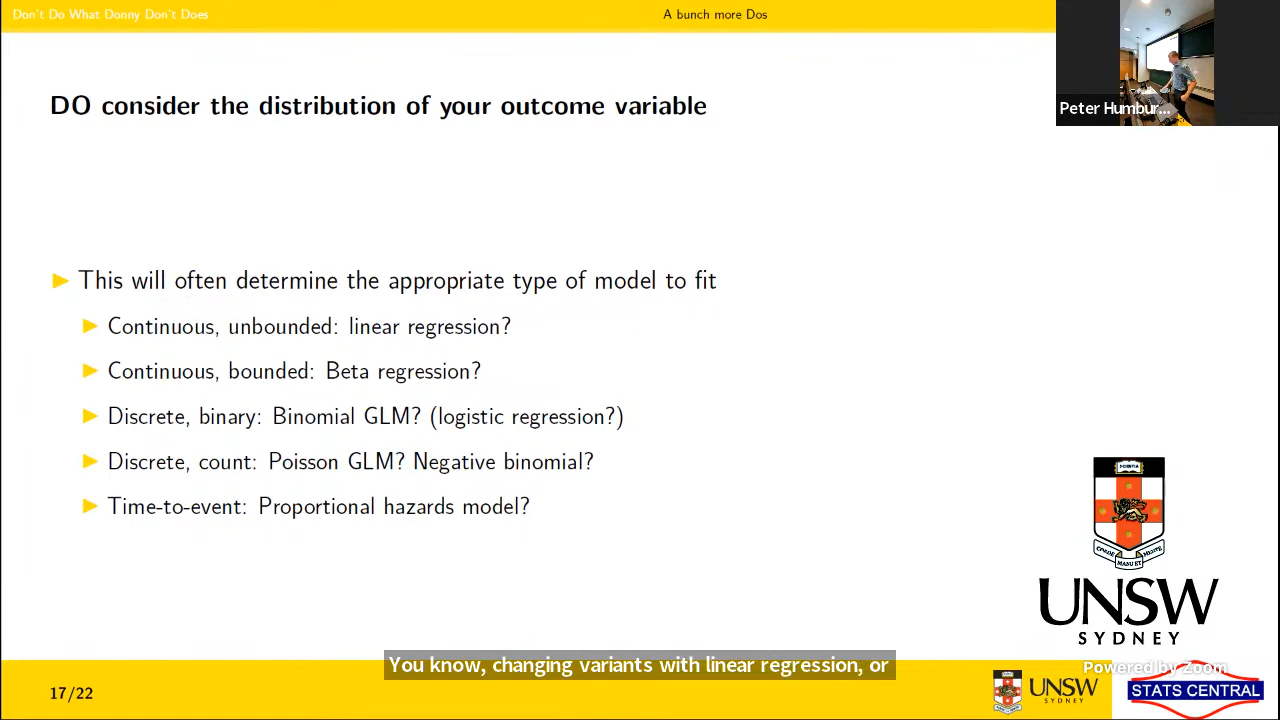 Don't Do What Donny Don't Does
A bunch more Dos
Peter Humbur...
DO consider the distribution of your outcome variable
This will often determine the appropriate type of model to fit
Continuous, unbounded: linear regression?
Continuous, bounded: Beta regression?
Discrete, binary: Binomial GLM? (logistic regression?)
Discrete, count: Poisson GLM? Negative binomial?
Time-to-event: Proportional hazards model?
UNSW
SYDNEY
You know, changing variants with linear regression, or
Powered by Zoom
17/22
UNSW
SYDNEY
STATS CENTRAL